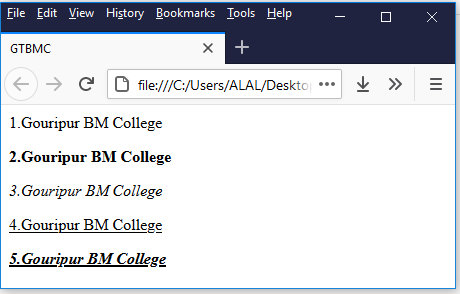 File Edit View History Bookmarks Tools Help
GTBMC
file:///C:/Users/ALAL/Deskto
1.Gouripur BM College
2.Gouripur BM College
3.Gouripur BM College
4.Gouripur BM College
5.Gouripur BM College